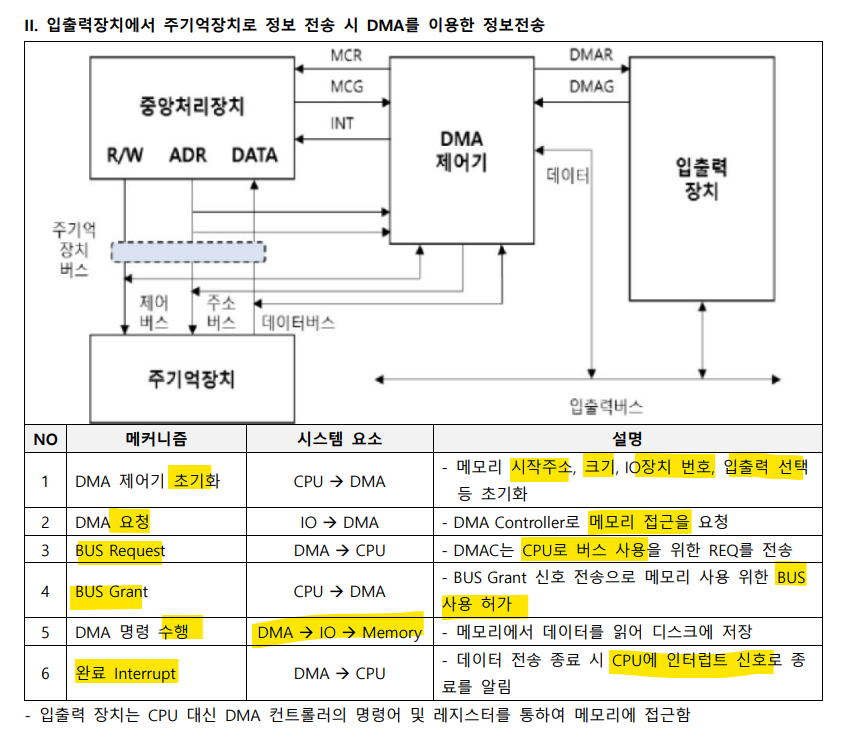 II. 입출력장치에서 주기억장치로 정보 전송 시 DMA를 이용한 정보전송
MCR
DMAR
중앙처리장치
MCG
DMAG
INT
DMA
제어기
R/W ADR DATA
입출력
장치
데이터
주기억
장치
버스
제어
버스
주소
버스
데이터버스
주기억장치
입출력버스
NO 메커니즘 시스템 요소 설명
1 DMA 제어기 초기화 CPU → DMA - 메모리 시작주소, 크기, IO장치 번호, 입출력 선택
등 초기화
2 DMA 요청 IO → DMA - DMA Controller로 메모리 접근을 요청
3 BUS Request DMA → CPU - DMAC는 CPU로 버스 사용을 위한 REQ를 전송
4 BUS Grant CPU → DMA - BUS Grant 신호 전송으로 메모리 사용 위한 BUS
사용 허가
5 DMA 명령 수행 DMA → IO → Memory - 메모리에서 데이터를 읽어 디스크에 저장
6 완료 Interrupt DMA → CPU - 데이터 전송 종료 시 CPU에 인터럽트 신호로 종
료를 알림
- 입출력 장치는 CPU 대신 DMA 컨트롤러의 명령어 및 레지스터를 통하여 메모리에 접근함